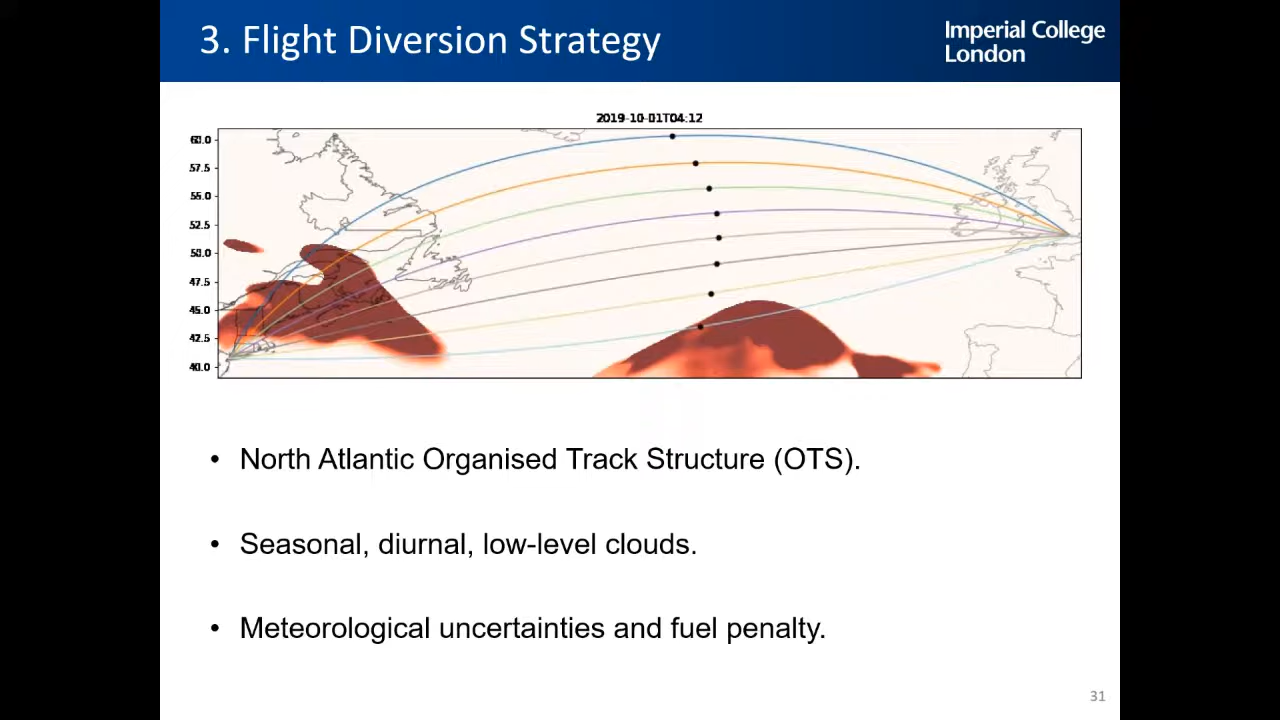 3. Flight Diversion Strategy
Imperial College
London
2019-10-01T04:12
60.0
57.5
55.0
52.5
50.0
47.5
45.0
42.5
40.0
• North Atlantic Organised Track Structure (OTS).
• Seasonal, diurnal, low-level clouds.
• Meteorological uncertainties and fuel penalty.
31